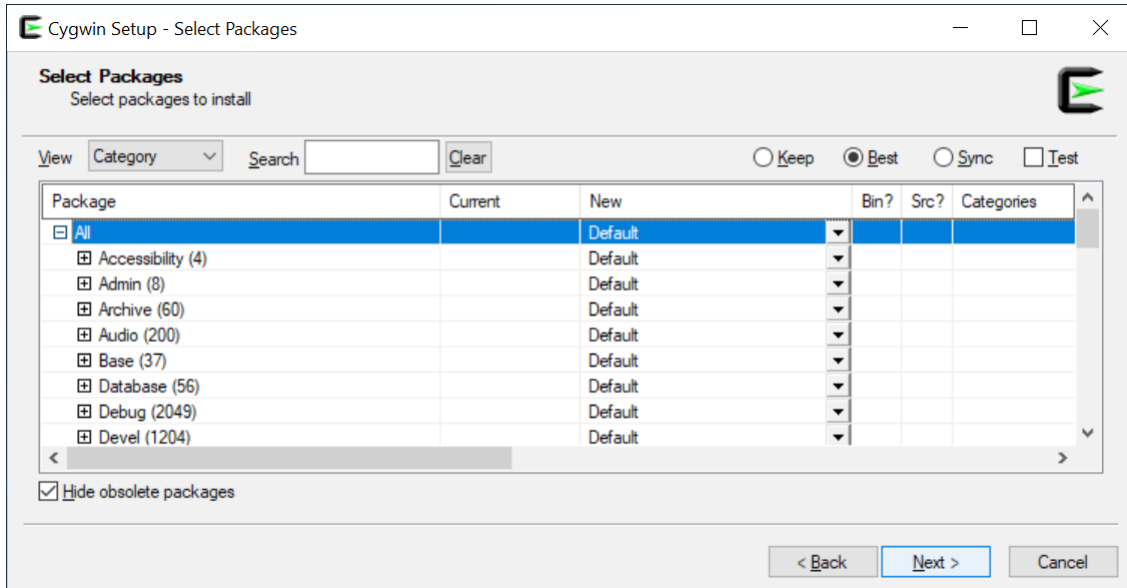 Cygwin Setup - Select Packages
Select Packages
Select packages to install
View Category Search Clear Keep Best Sync Test
Package Current New Bin? Src? Categories
All Default
Accessibility (4) Default
Admin (8) Default
Archive (60) Default
Audio (200) Default
Base (37) Default
Database (56) Default
Debug (2049) Default
Devel (1204) Default
Hide obsolete packages
< Back Next > Cancel